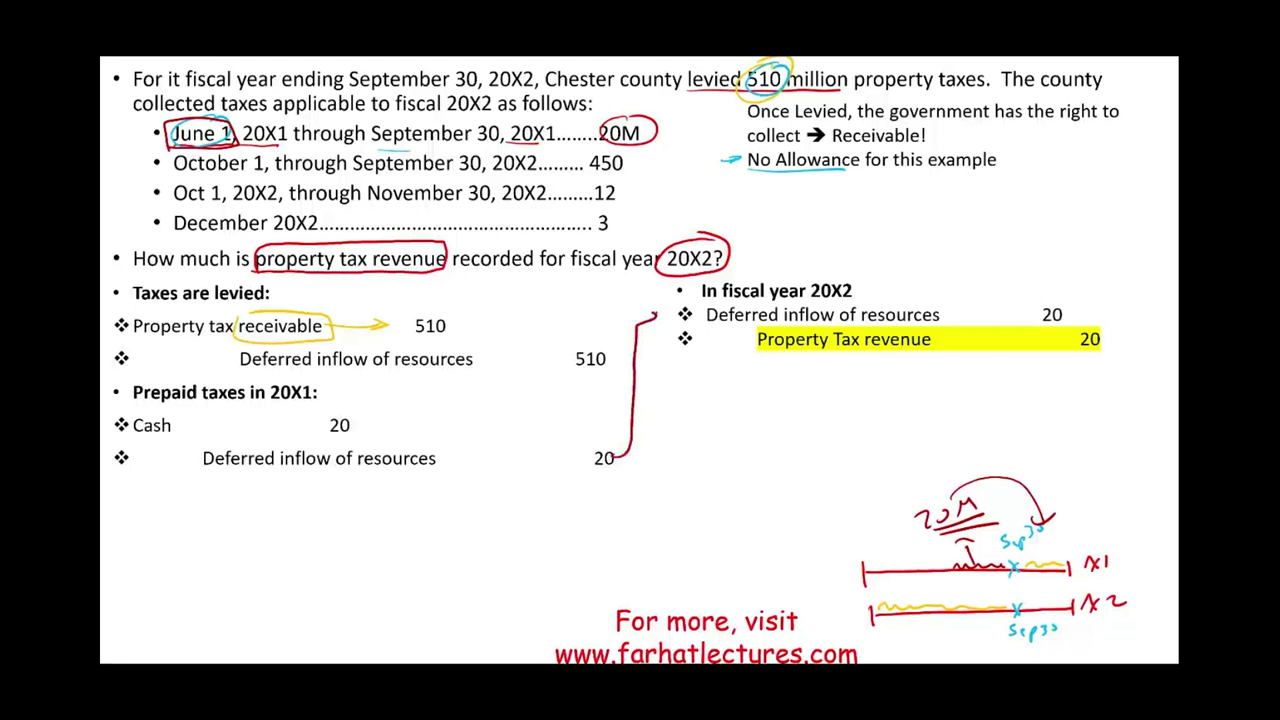 • For it fiscal year ending September 30, 20X2, Chester county levied 510 million property taxes. The county
collected taxes applicable to fiscal 20X2 as follows:
• June 1, 20X1 through September 30, 20X1……..20M
• October 1, through September 30, 20X2……… 450
• Oct 1, 20X2, through November 30, 20X2………12
• December 20X2…………………………………………….. 3
Once Levied, the government has the right to
collect ➔ Receivable!
No Allowance for this example
• How much is property tax revenue recorded for fiscal year 20X2?
• Taxes are levied:
❖ Property tax receivable 510
❖ Deferred inflow of resources 510
• Prepaid taxes in 20X1:
❖ Cash 20
❖ Deferred inflow of resources 20
• In fiscal year 20X2
❖ Deferred inflow of resources 20
❖ Property Tax revenue 20
20M
Sep 30
X1
X2
Sep 30
For more, visit
www.farhatlectures.com